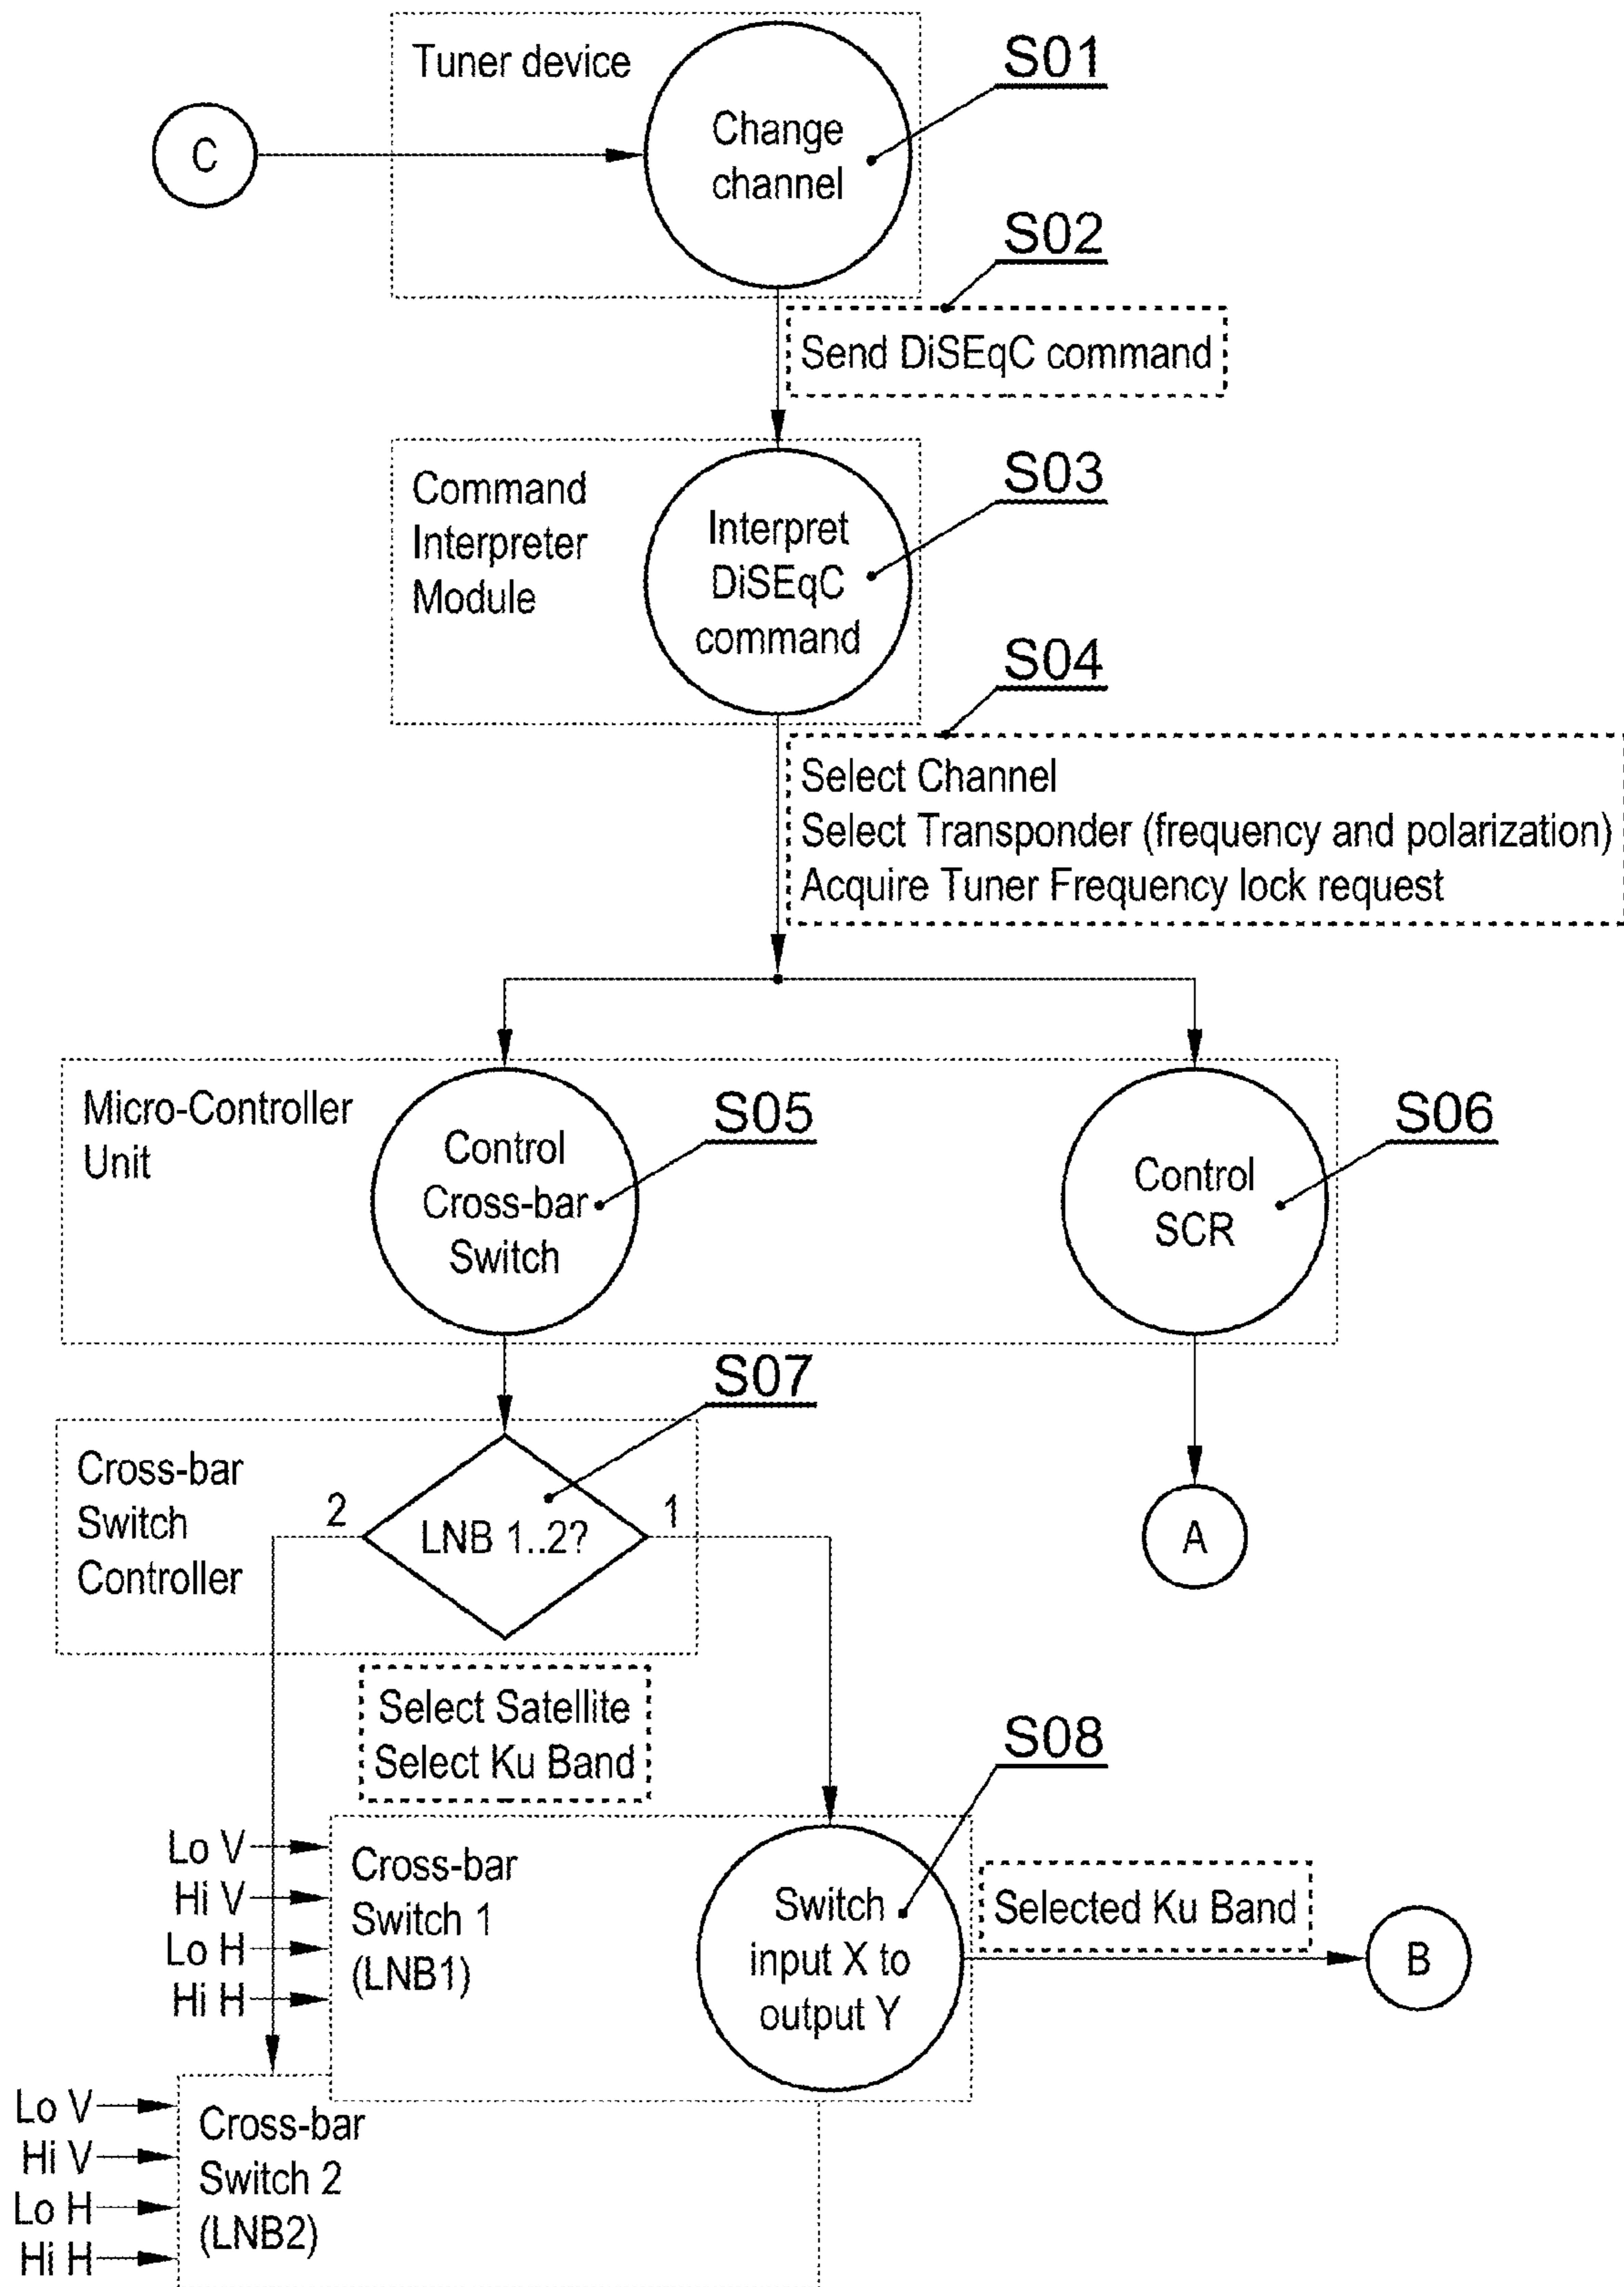 Tuner device
S01
C
Change
channel
S02
Send DiSEqC command
Command
Interpreter
Module
S03
Interpret
DiSEqC
command
S04
Select Channel
Select Transponder (frequency and polarization)
Acquire Tuner Frequency lock request
Micro-Controller
Unit
Control
Cross-bar
Switch
S05
Control
SCR
S06
S07
Cross-bar
Switch
Controller
2
LNB 1..2?
1
A
Select Satellite
Select Ku Band
S08
Lo V
Hi V
Lo H
Hi H
Cross-bar
Switch 1
(LNB1)
Switch
input X to
output Y
Selected Ku Band
B
Lo V
Hi V
Lo H
Hi H
Cross-bar
Switch 2
(LNB2)